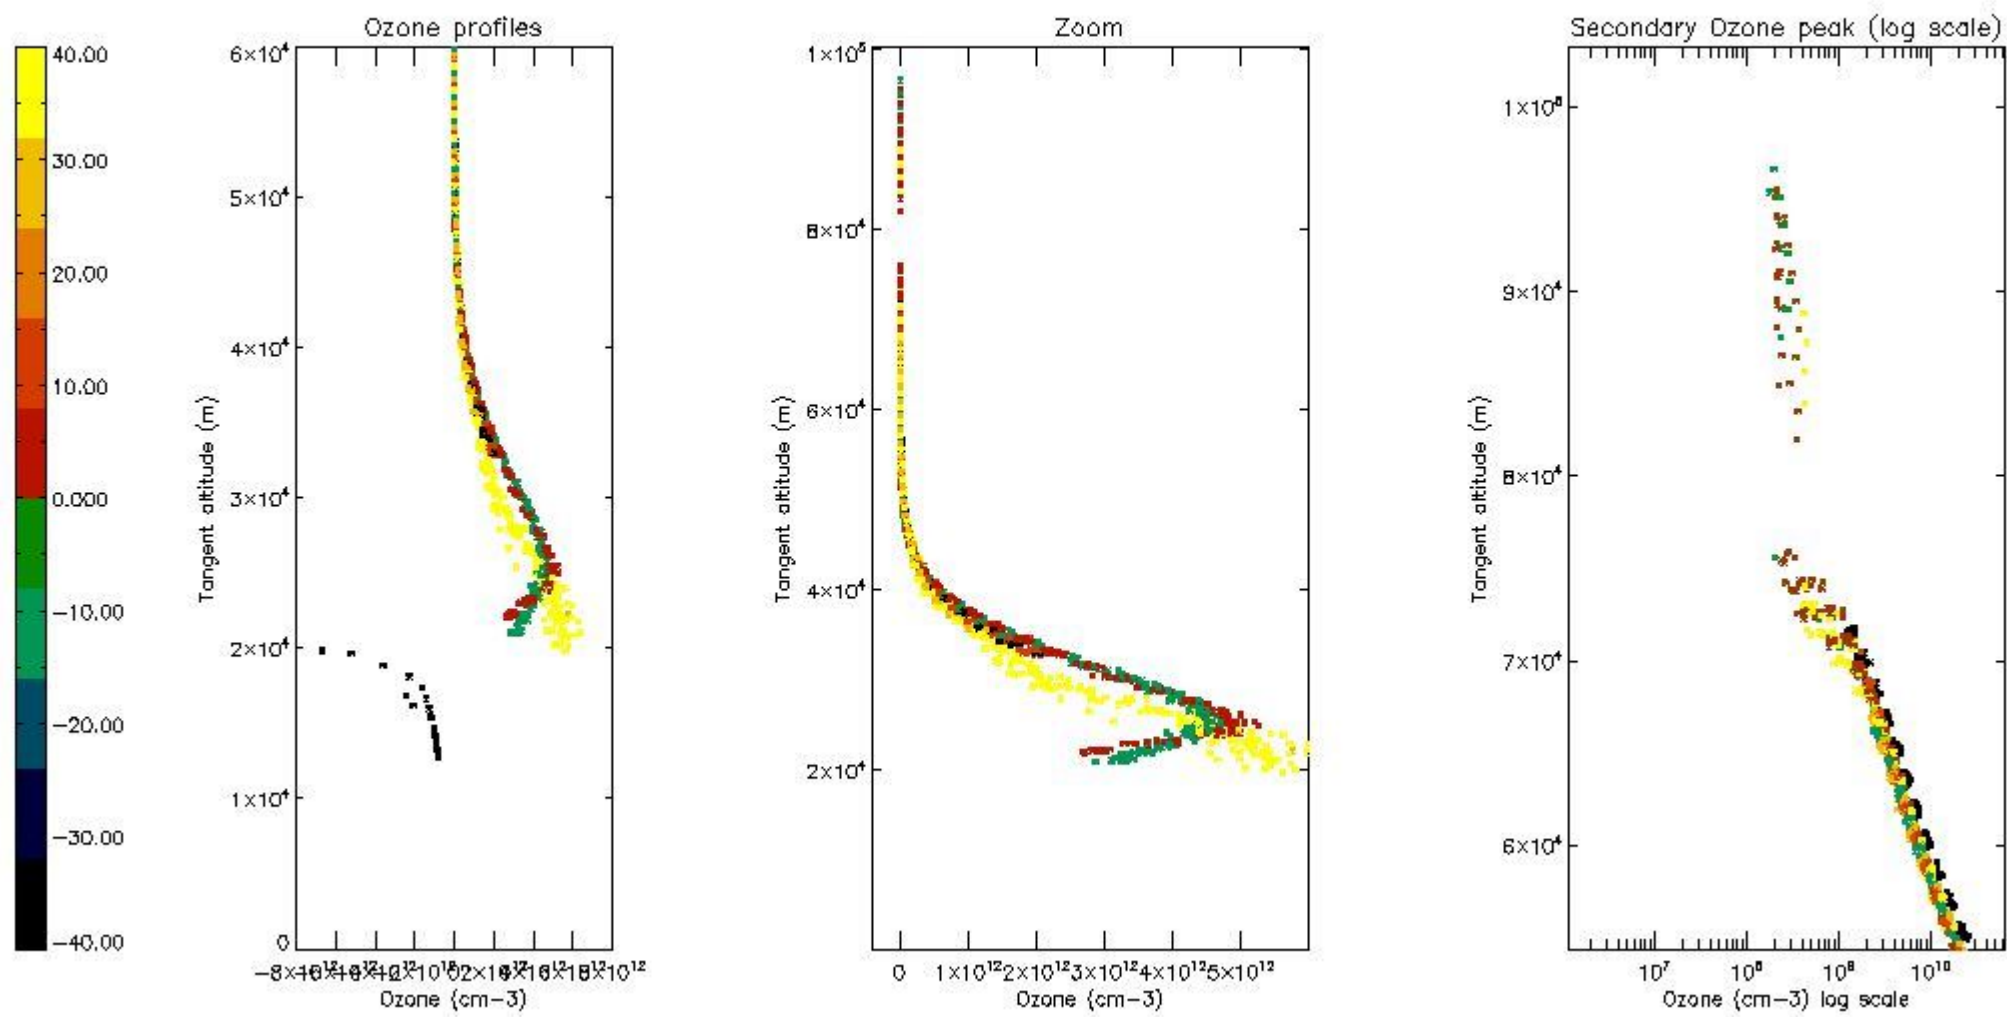 Ozone profiles
Zoom
Secondary Ozone peak (log scale)
40.00
30.00
20.00
10.00
0.000
−10.00
−20.00
−30.00
−40.00
6×10⁴
5×10⁴
4×10⁴
3×10⁴
2×10⁴
1×10⁴
0
Tangent altitude (m)
Ozone (cm−3)
1×10⁵
8×10⁴
6×10⁴
4×10⁴
2×10⁴
Tangent altitude (m)
0 1×10¹² 2×10¹² 3×10¹² 4×10¹² 5×10¹²
Ozone (cm−3)
9×10⁴
8×10⁴
7×10⁴
6×10⁴
Tangent altitude (m)
10⁷ 10⁸ 10⁹ 10¹⁰
Ozone (cm−3) log scale